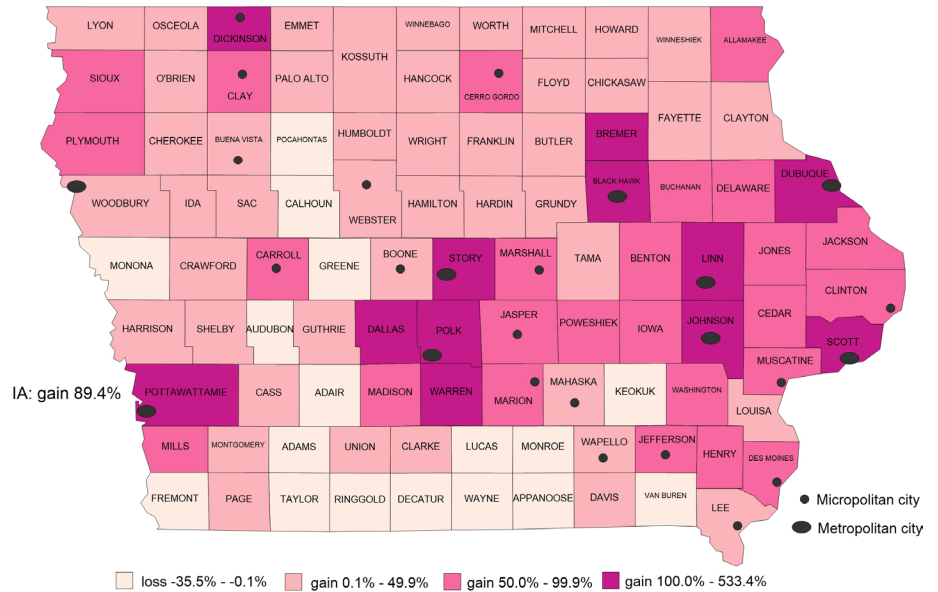 LYON OSCEOLA DICKINSON EMMET WINNEBAGO WORTH MITCHELL HOWARD WINNESHIEK ALLAMAKEE
KOSSUTH
SIOUX O'BRIEN CLAY PALO ALTO HANCOCK CERRO GORDO FLOYD CHICKASAW
PLYMOUTH CHEROKEE BUENA VISTA POCAHONTAS HUMBOLDT WRIGHT FRANKLIN BUTLER BREMER FAYETTE CLAYTON
WOODBURY IDA SAC CALHOUN WEBSTER HAMILTON HARDIN GRUNDY BLACK HAWK BUCHANAN DELAWARE DUBUQUE
MONONA CRAWFORD CARROLL GREENE BOONE STORY MARSHALL TAMA BENTON LINN JONES JACKSON
CLINTON
HARRISON SHELBY AUDUBON GUTHRIE DALLAS POLK JASPER POWESHIEK IOWA JOHNSON CEDAR SCOTT
MUSCATINE
IA: gain 89.4%
POTTAWATTAMIE CASS ADAIR MADISON WARREN MARION MAHASKA KEOKUK WASHINGTON LOUISA
MILLS MONTGOMERY ADAMS UNION CLARKE LUCAS MONROE WAPELLO JEFFERSON HENRY DES MOINES
FREMONT PAGE TAYLOR RINGGOLD DECATUR WAYNE APPANOOSE DAVIS VAN BUREN LEE
Micropolitan city
Metropolitan city
loss -35.5% - -0.1% gain 0.1% - 49.9% gain 50.0% - 99.9% gain 100.0% - 533.4%